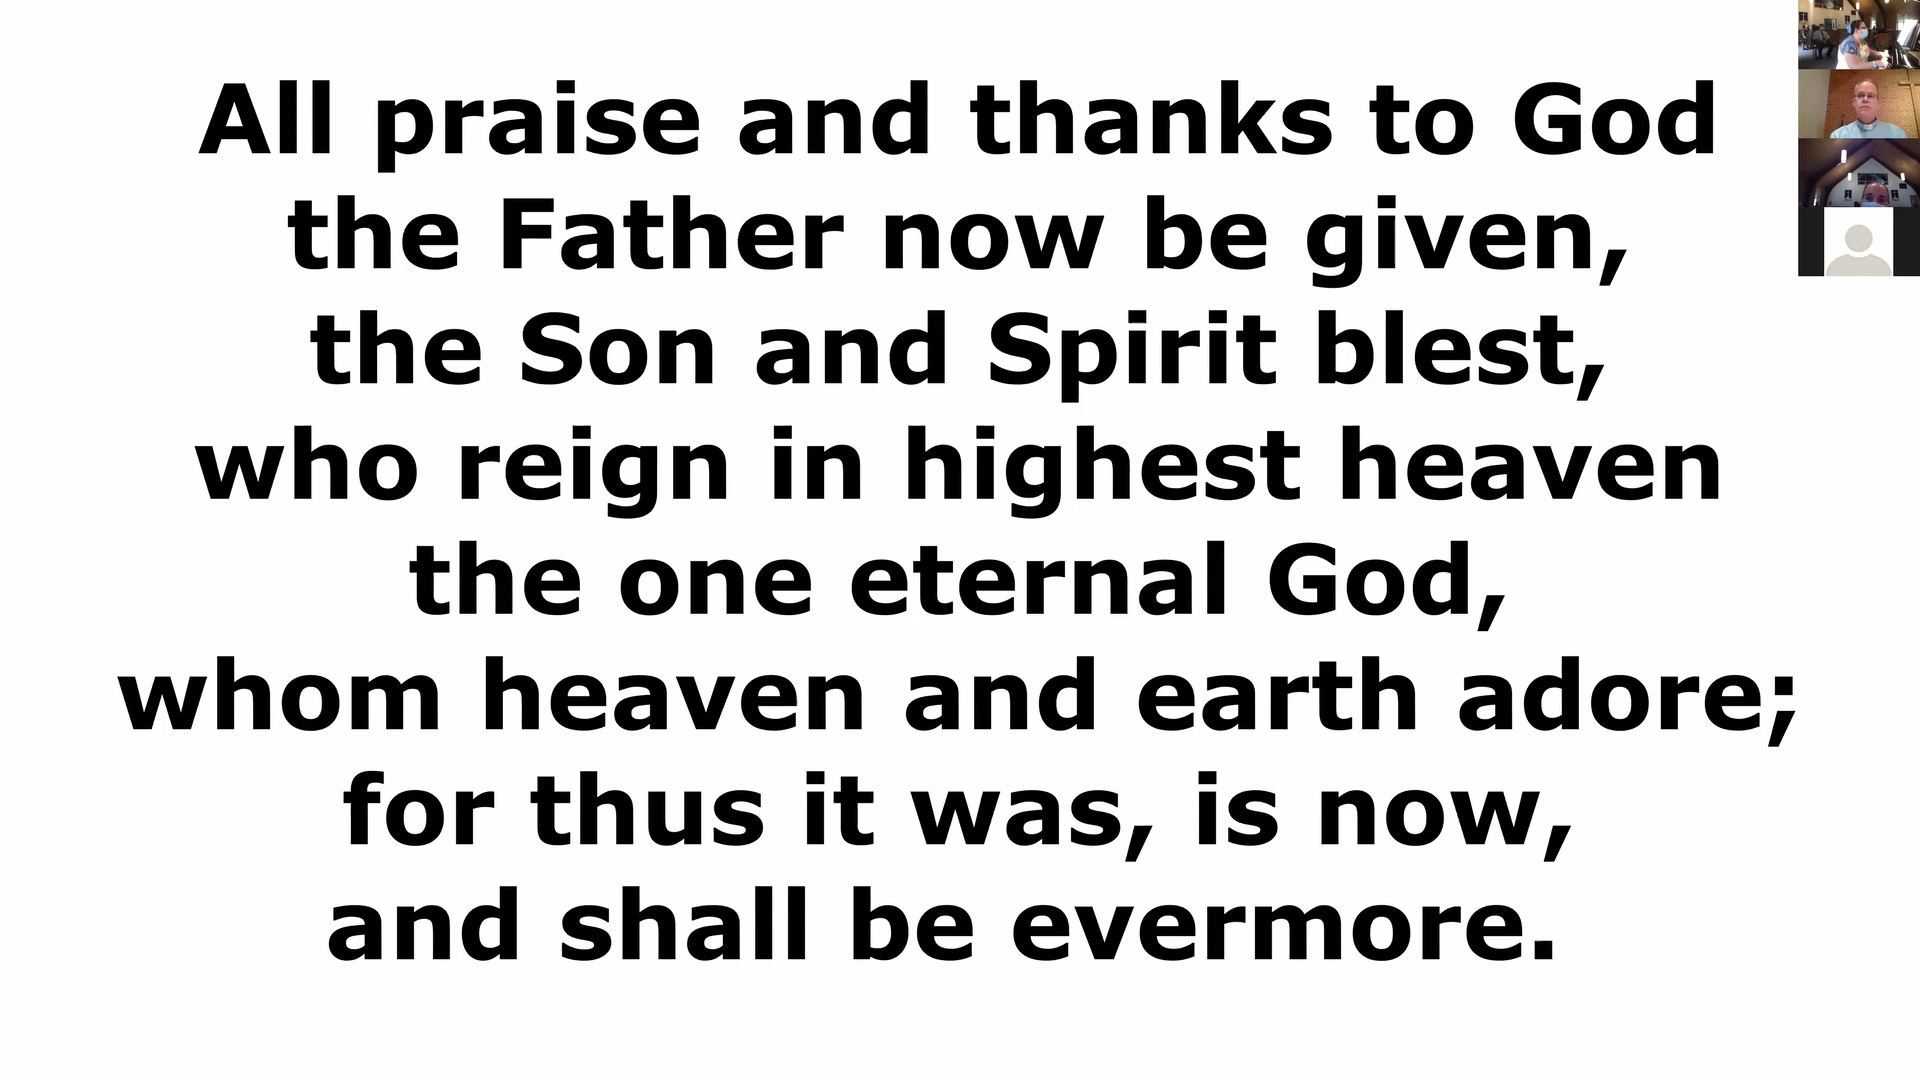 All praise and thanks to God
the Father now be given,
the Son and Spirit blest,
who reign in highest heaven
the one eternal God,
whom heaven and earth adore;
for thus it was, is now,
and shall be evermore.